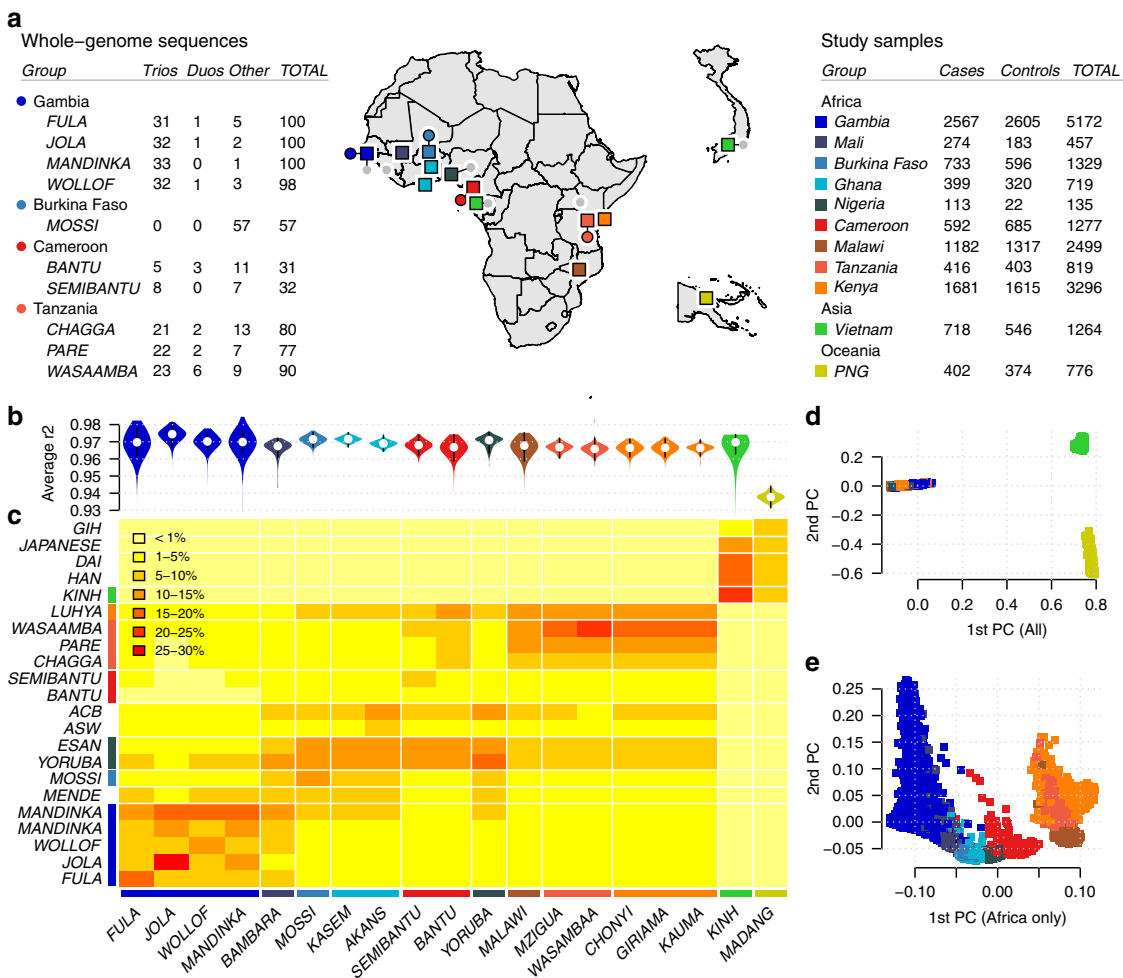 a
Whole-genome sequences
Group Trios Duos Other TOTAL
Gambia
FULA 31 1 5 100
JOLA 32 1 2 100
MANDINKA 33 0 1 100
WOLLOF 32 1 3 98
Burkina Faso
MOSSI 0 0 57 57
Cameroon
BANTU 5 3 11 31
SEMIBANTU 8 0 7 32
Tanzania
CHAGGA 21 2 13 80
PARE 22 2 7 77
WASAAMBA 23 6 9 90
Study samples
Group Cases Controls TOTAL
Africa
Gambia 2567 2605 5172
Mali 274 183 457
Burkina Faso 733 596 1329
Ghana 399 320 719
Nigeria 113 22 135
Cameroon 592 685 1277
Malawi 1182 1317 2499
Tanzania 416 403 819
Kenya 1681 1615 3296
Asia
Vietnam 718 546 1264
Oceania
PNG 402 374 776
b
Average r2
0.98
0.97
0.96
0.94
0.93
c
GIH
JAPANESE
DAI
HAN
KINH
LUHYA
WASAAMBA
PARE
CHAGGA
SEMIBANTU
BANTU
ACB
ASW
ESAN
YORUBA
MOSSI
MENDE
MANDINKA
MANDINKA
WOLLOF
JOLA
FULA
< 1%
1–5%
5–10%
10–15%
15–20%
20–25%
25–30%
FULA
JOLA
WOLLOF
MANDINKA
BAMBARA
MOSSI
KASEM
AKANS
SEMIBANTU
BANTU
YORUBA
MALAWI
MZIGUA
WASAMBAA
CHONYI
GIRIAMA
KAUMA
KINH
MADANG
d
2nd PC
0.2
0.0
−0.2
−0.4
−0.6
0.0 0.2 0.4 0.6 0.8
1st PC (All)
e
2nd PC
0.25
0.20
0.15
0.10
0.05
0.00
−0.05
−0.10 0.00 0.10
1st PC (Africa only)